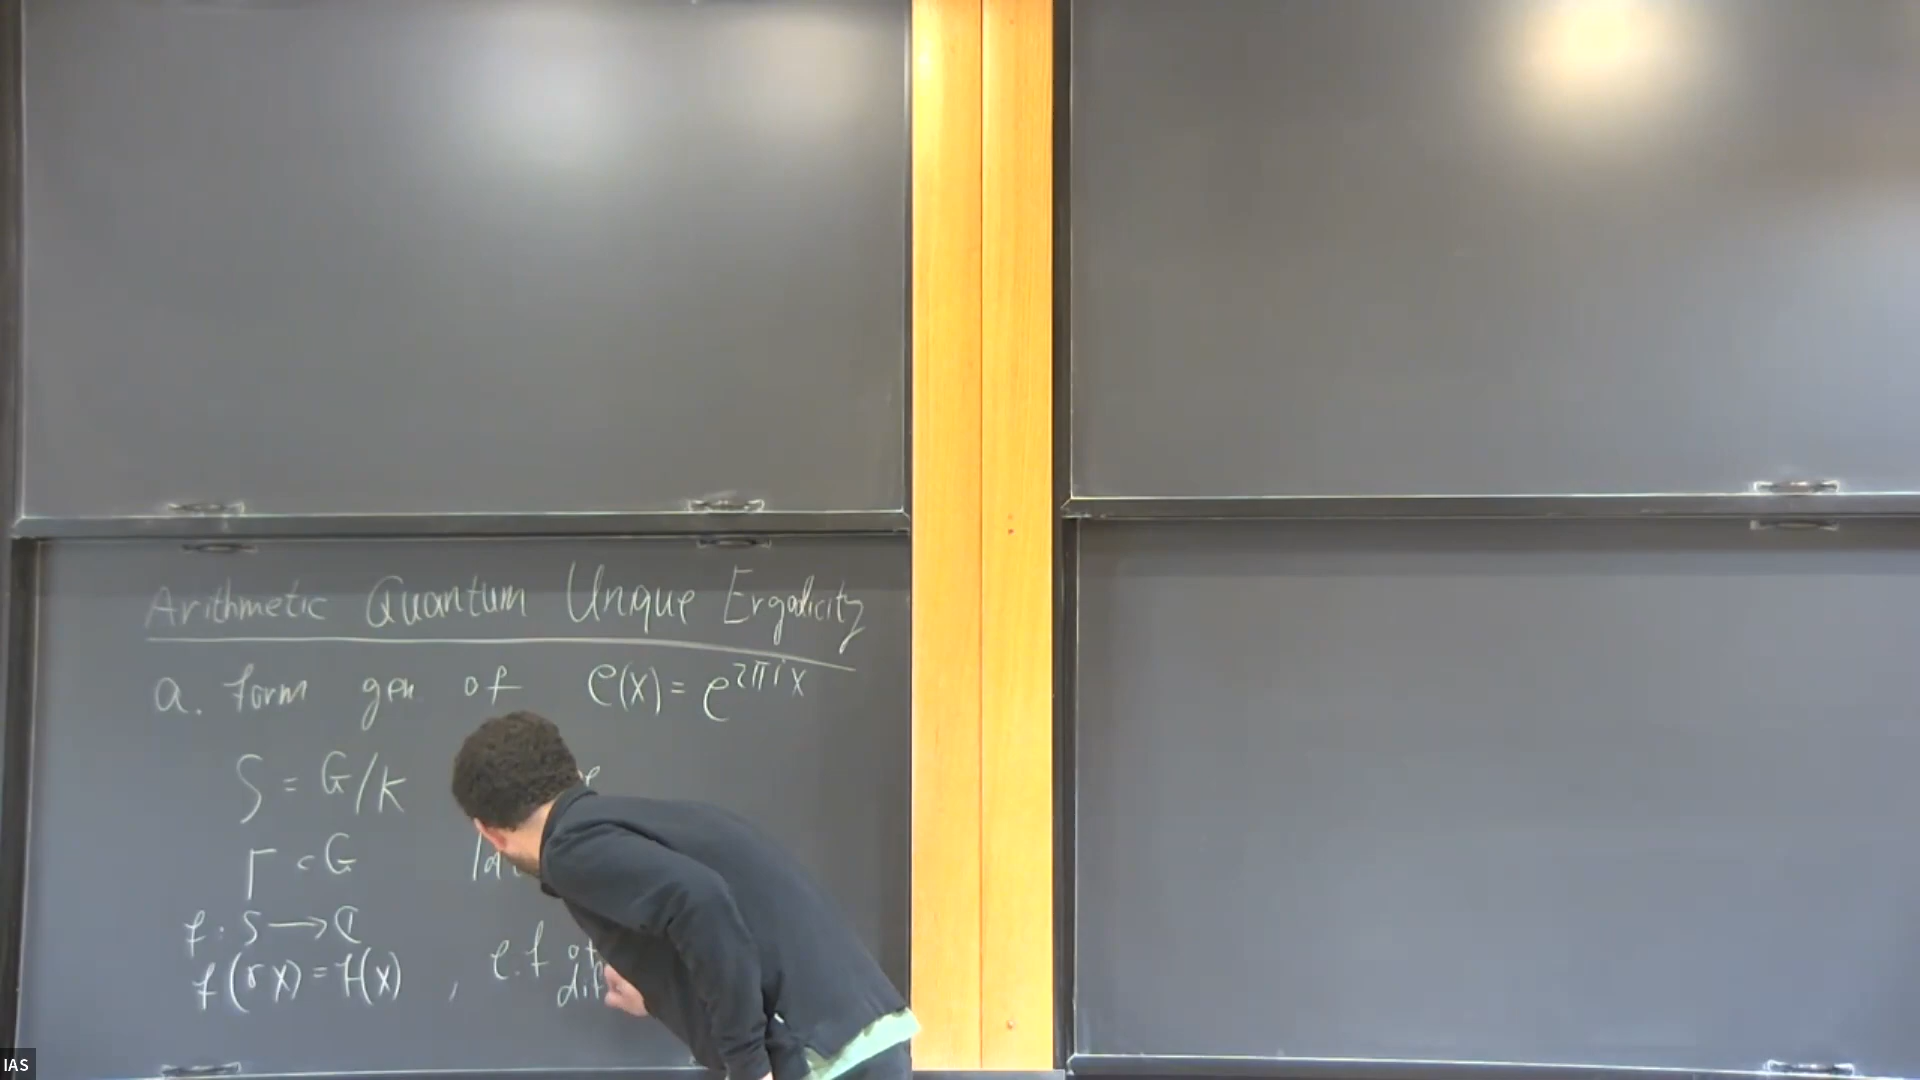 Arithmetic Quantum Unique Ergodicity
a. form gen of e(x) = e^{2πix}
S = G/K
Γ < G
f: S → ℂ
f(γx) = f(x), e.f of
IAS